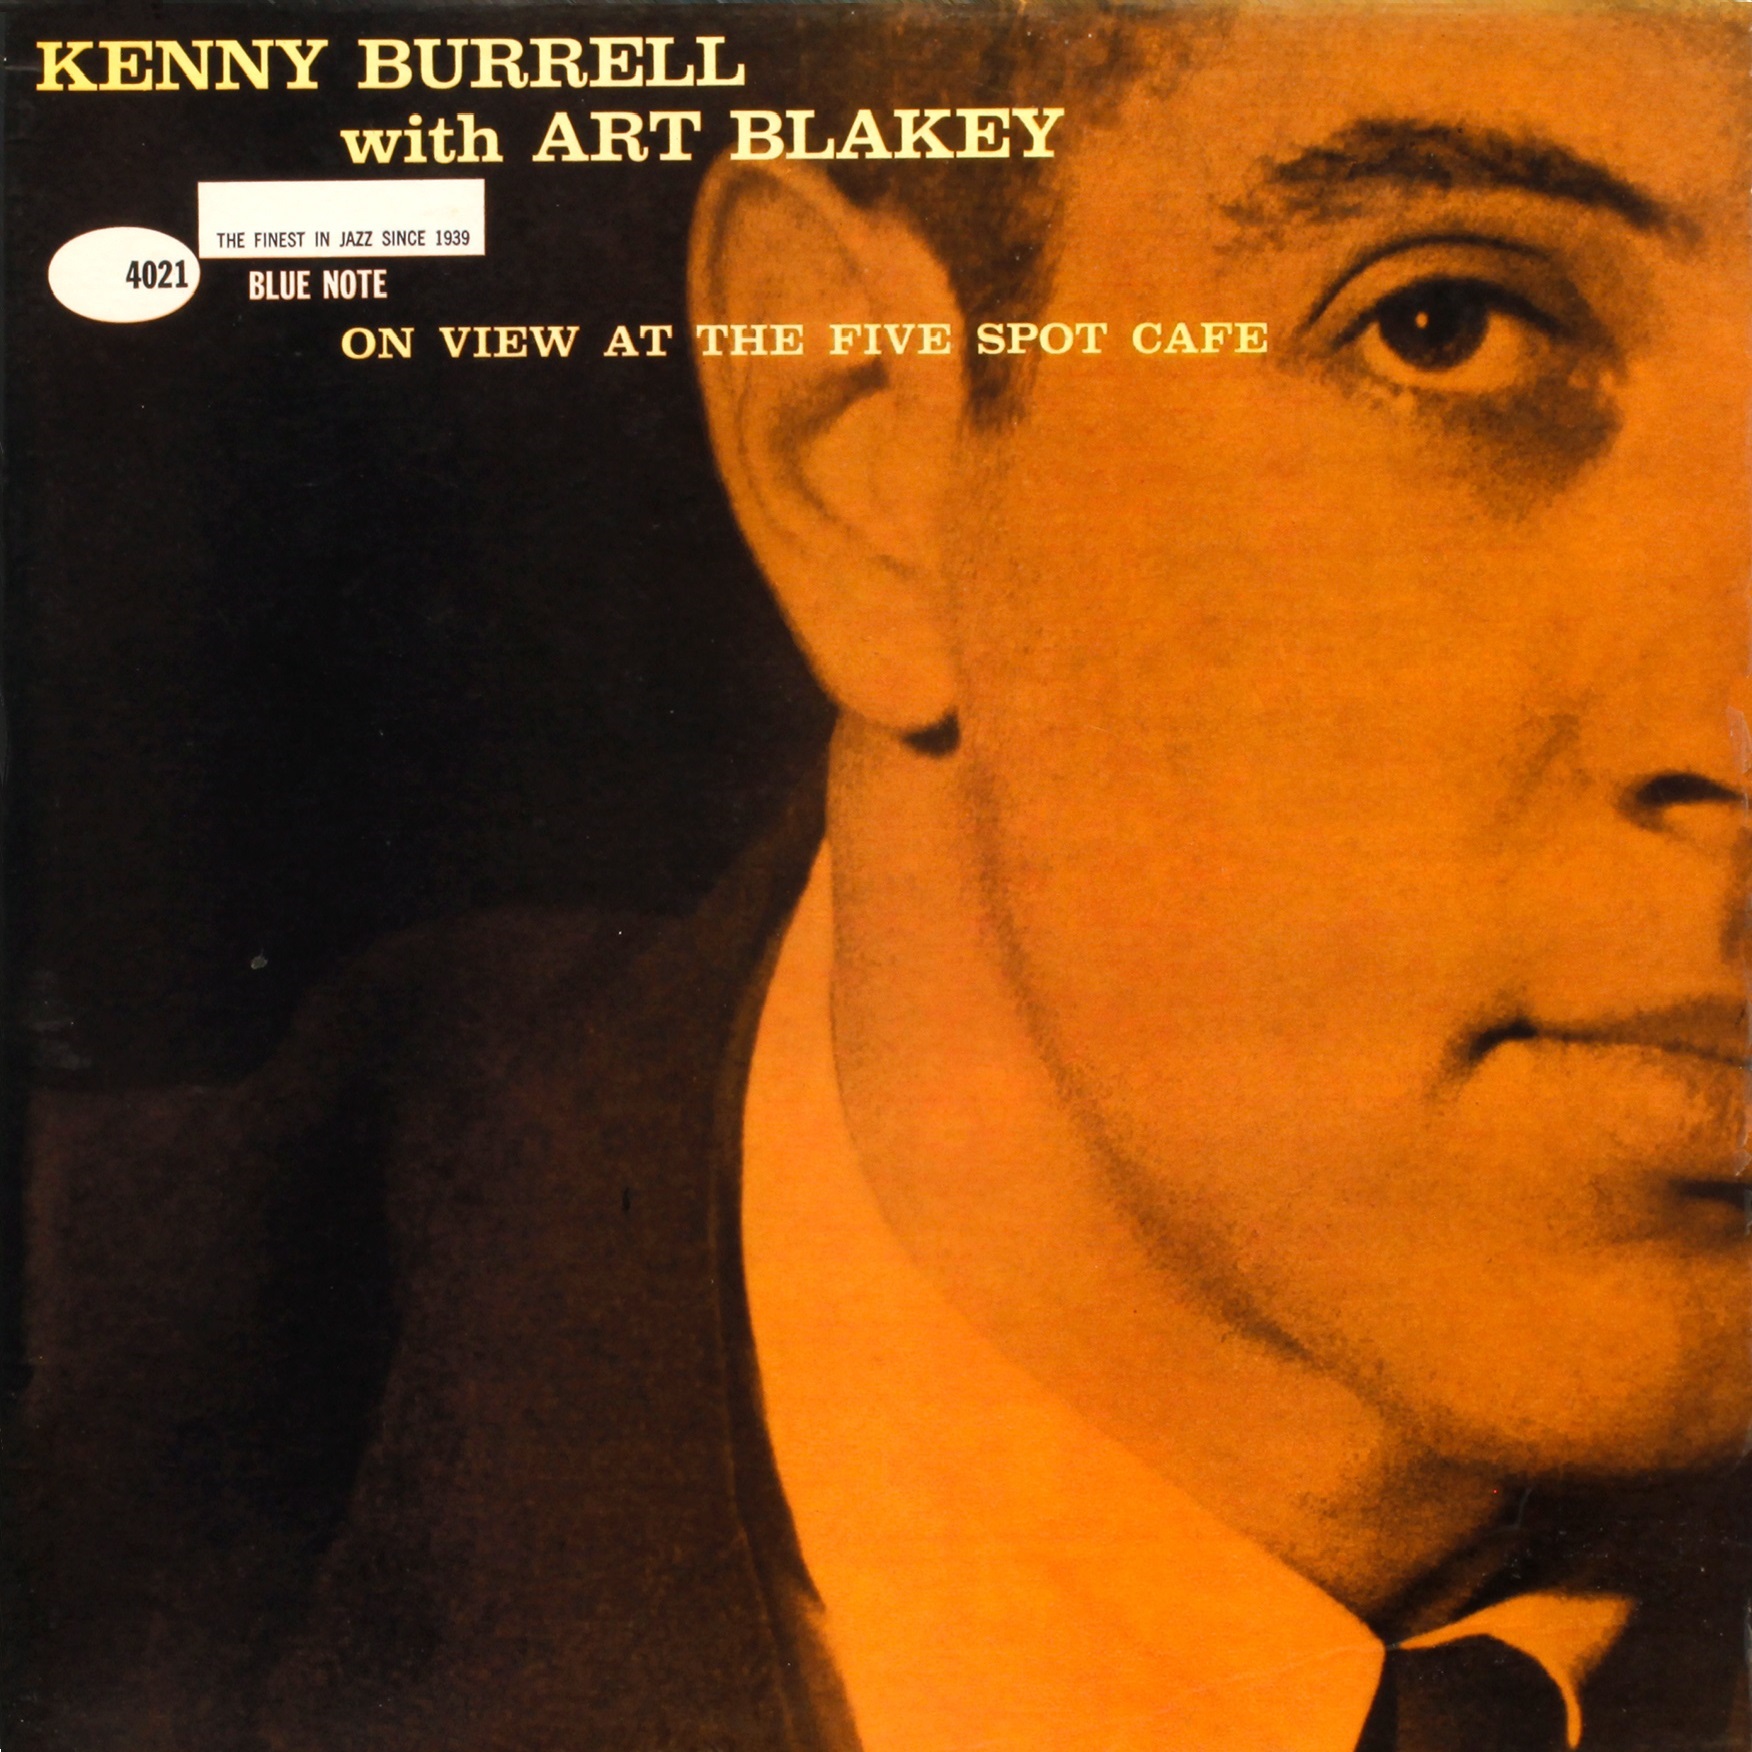 KENNY BURRELL
with ART BLAKEY
THE FINEST IN JAZZ SINCE 1939
4021
BLUE NOTE
ON VIEW AT THE FIVE SPOT CAFE